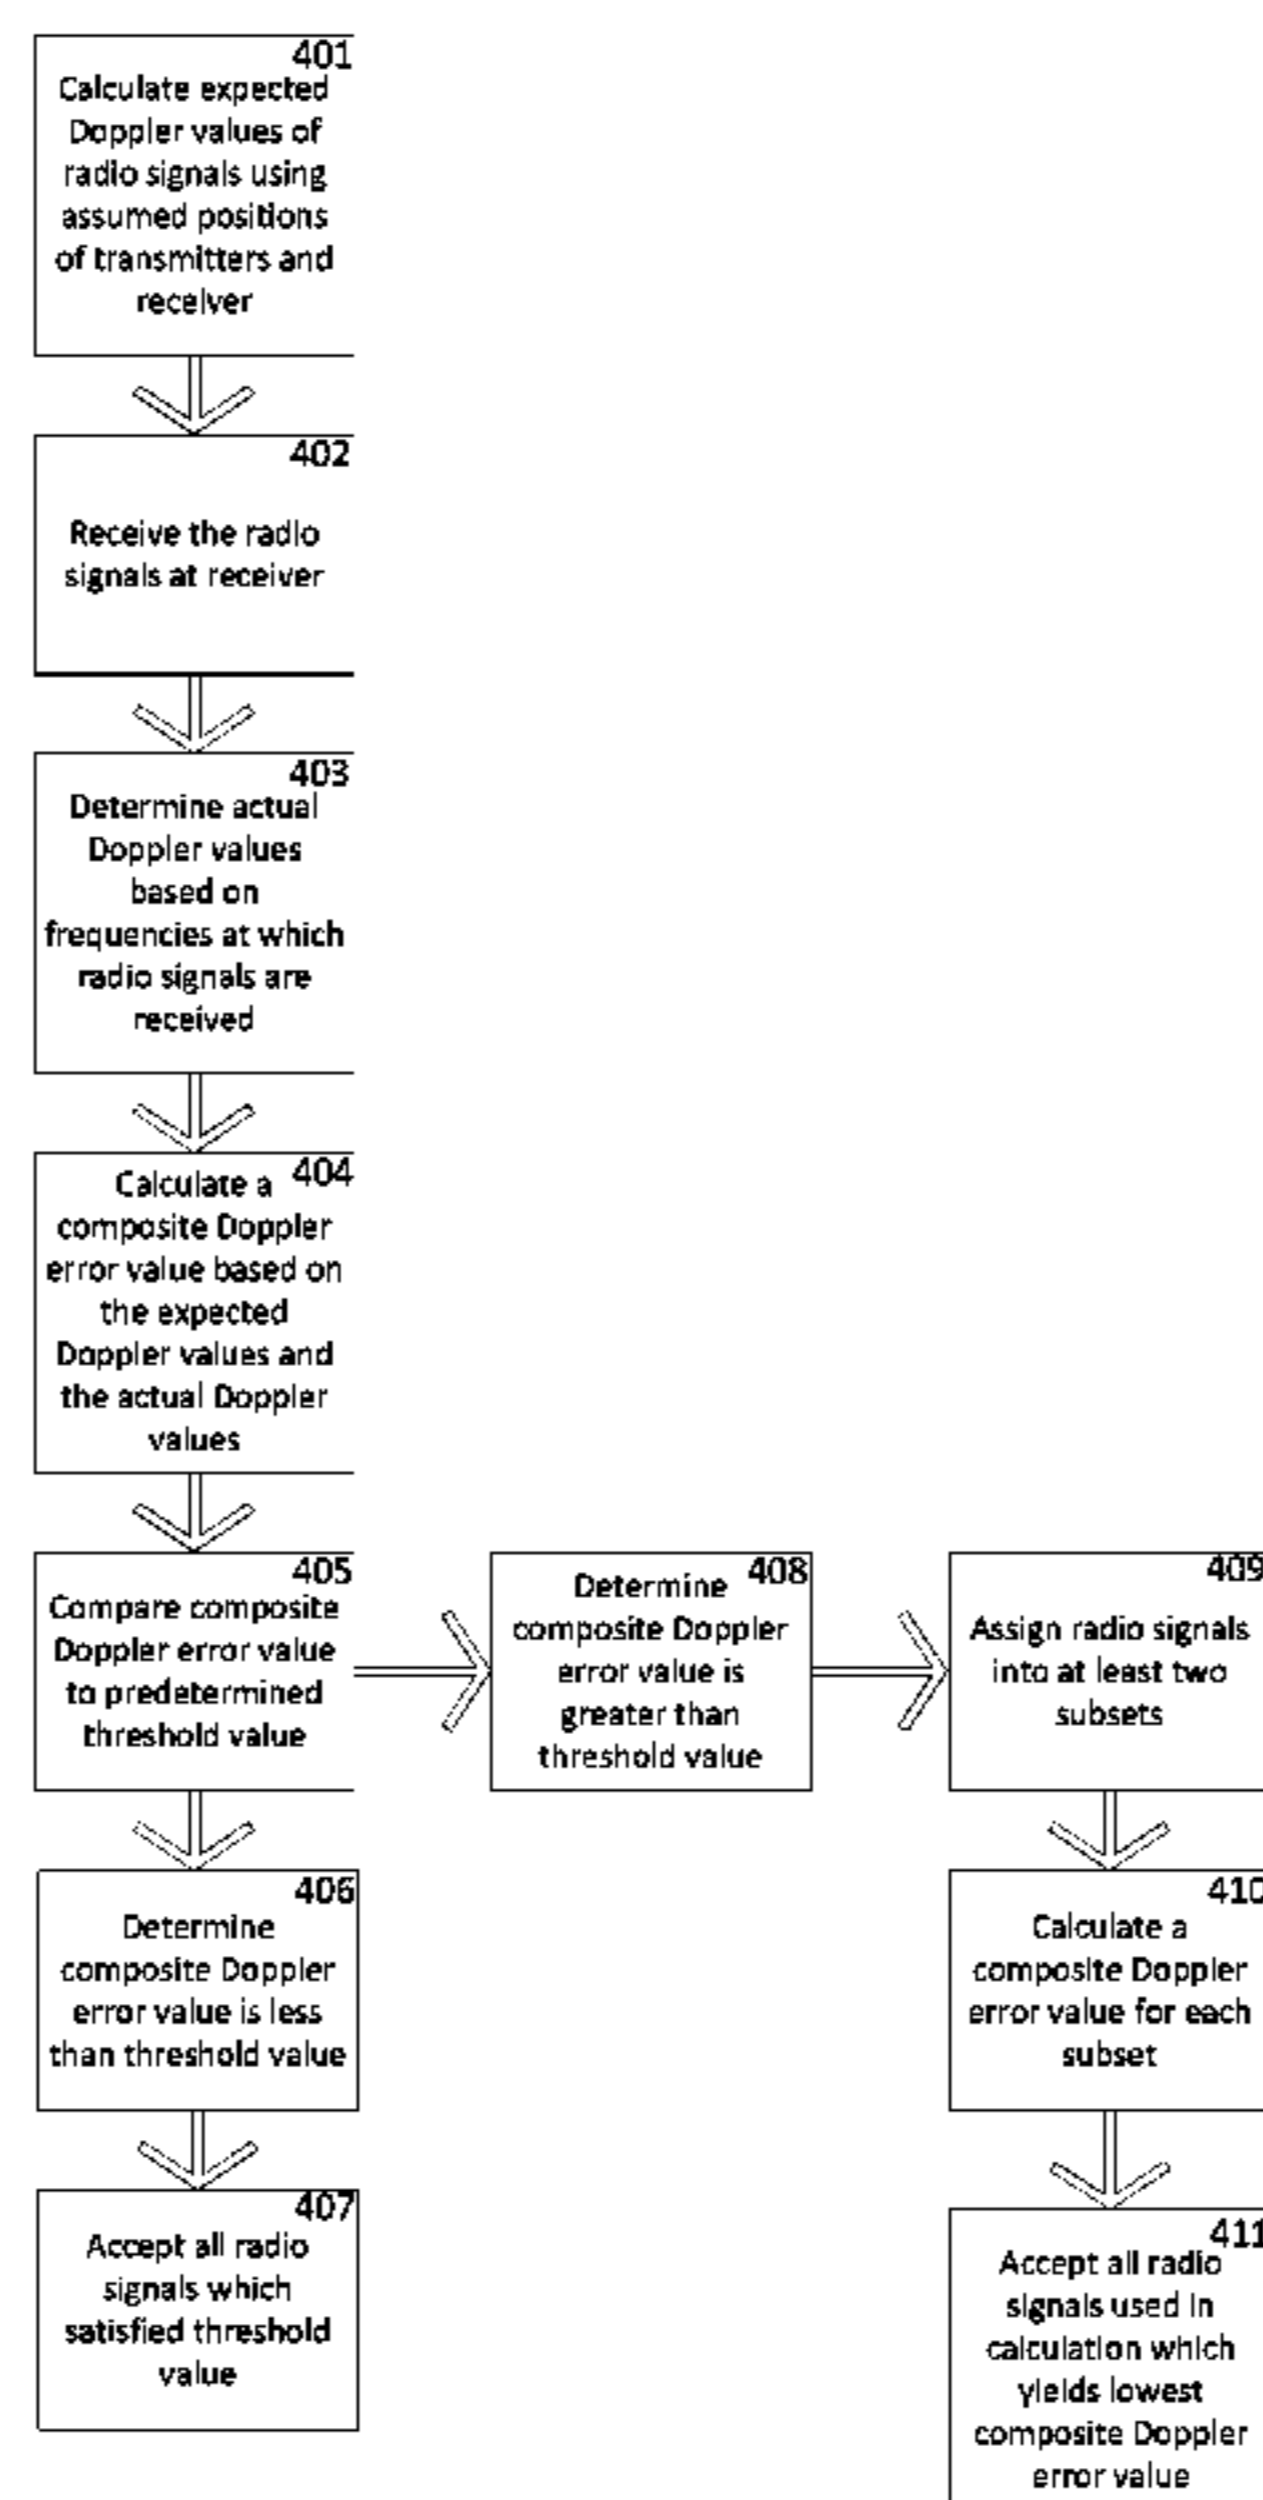 401
Calculate expected
Doppler values of
radio signals using
assumed positions
of transmitters and
receiver
402
Receive the radio
signals at receiver
403
Determine actual
Doppler values
based on
frequencies at which
radio signals are
received
404
Calculate a
composite Doppler
error value based on
the expected
Doppler values and
the actual Doppler
values
405
Compare composite
Doppler error value
to predetermined
threshold value
408
Determine
composite Doppler
error value is
greater than
threshold value
409
Assign radio signals
into at least two
subsets
406
Determine
composite Doppler
error value is less
than threshold value
410
Calculate a
composite Doppler
error value for each
subset
407
Accept all radio
signals which
satisfied threshold
value
411
Accept all radio
signals used in
calculation which
yields lowest
composite Doppler
error value